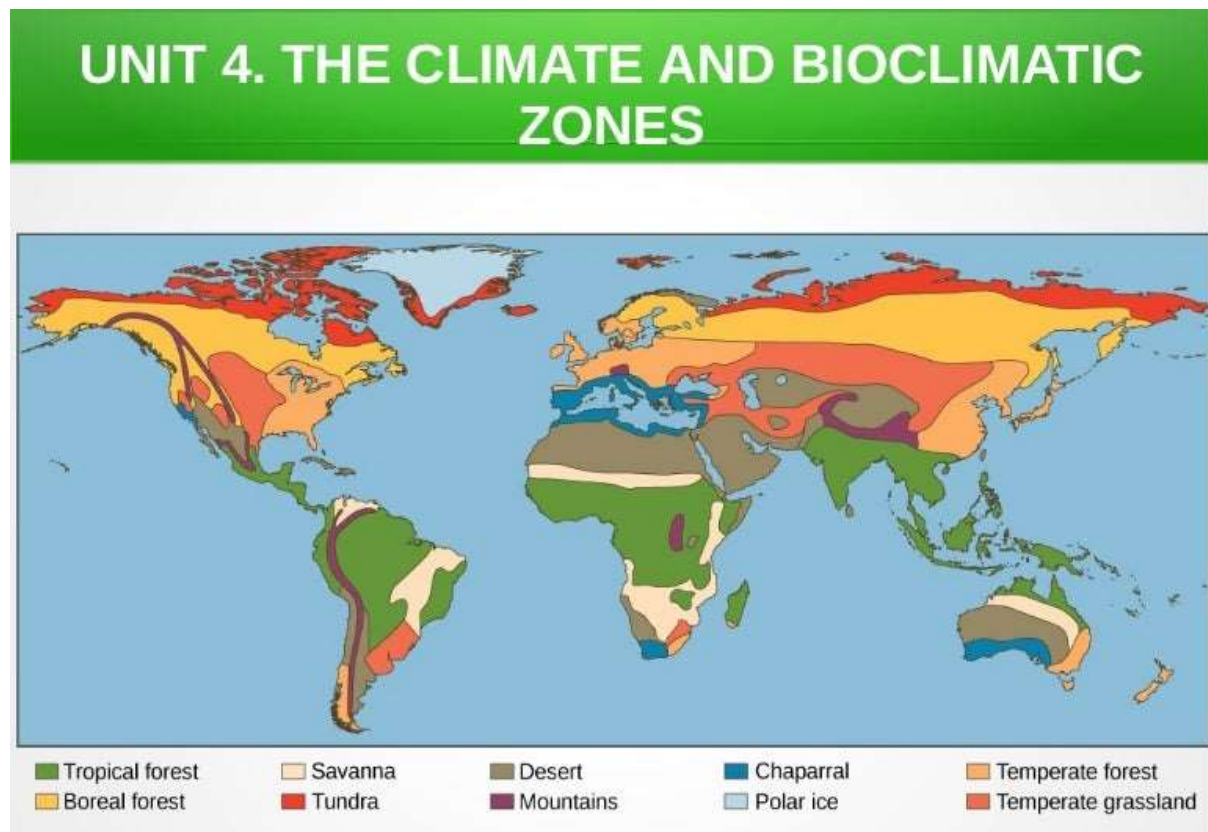 UNIT 4. THE CLIMATE AND BIOCLIMATIC
ZONES
Tropical forest
Savanna
Desert
Chaparral
Temperate forest
Boreal forest
Tundra
Mountains
Polar ice
Temperate grassland